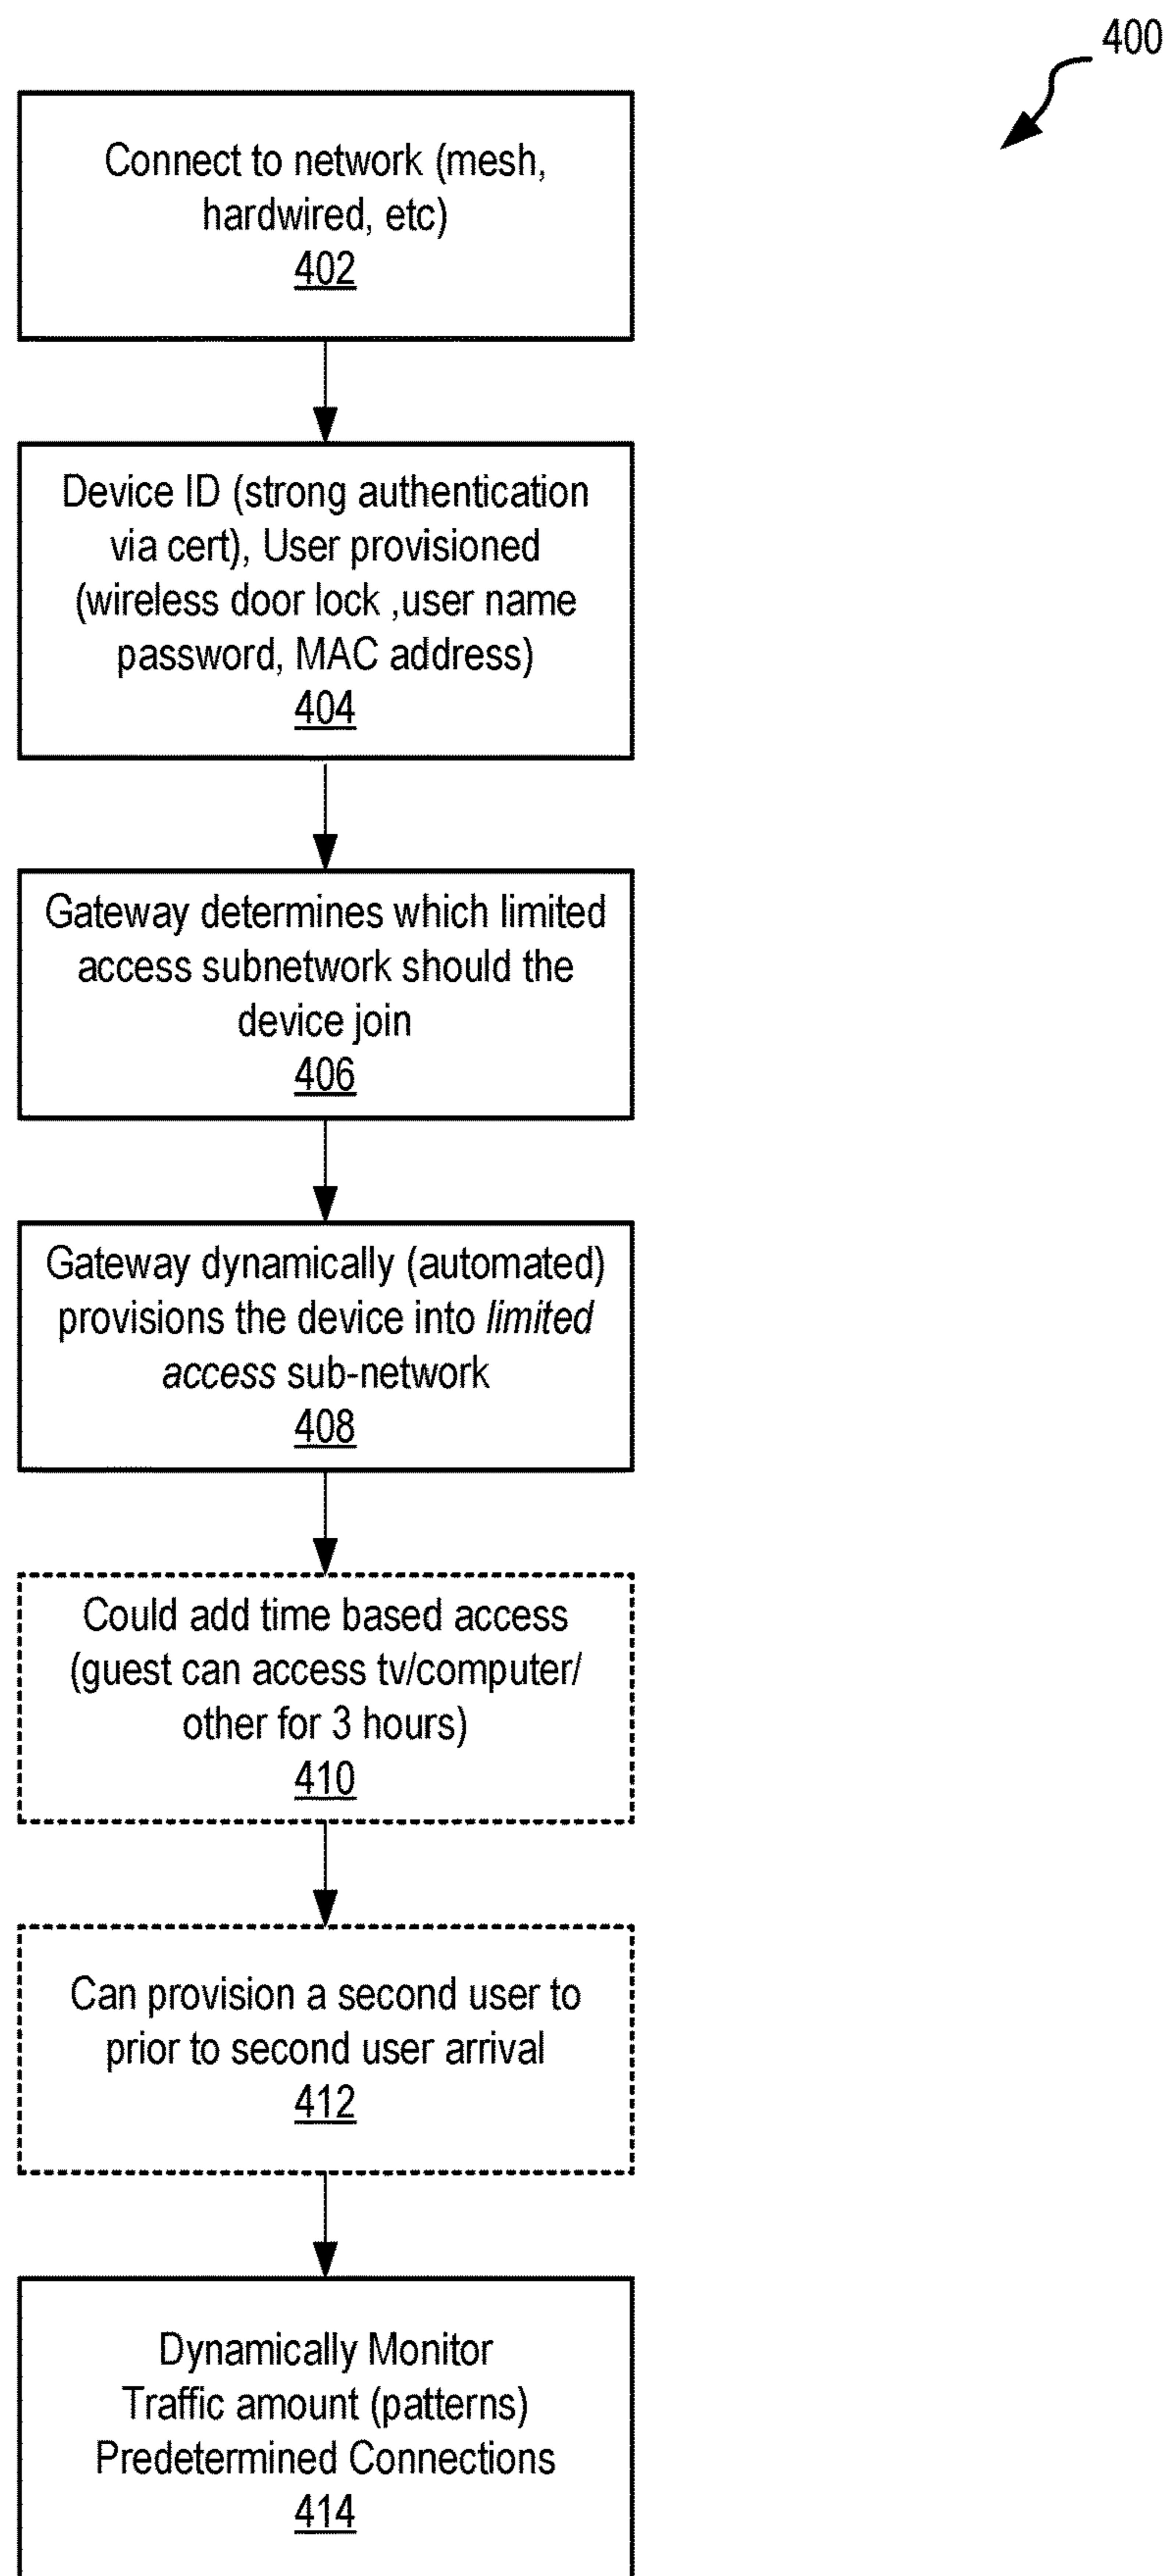 400
Connect to network (mesh,
hardwired, etc)
402
Device ID (strong authentication
via cert), User provisioned
(wireless door lock ,user name
password, MAC address)
404
Gateway determines which limited
access subnetwork should the
device join
406
Gateway dynamically (automated)
provisions the device into limited
access sub-network
408
Could add time based access
(guest can access tv/computer/
other for 3 hours)
410
Can provision a second user to
prior to second user arrival
412
Dynamically Monitor
Traffic amount (patterns)
Predetermined Connections
414